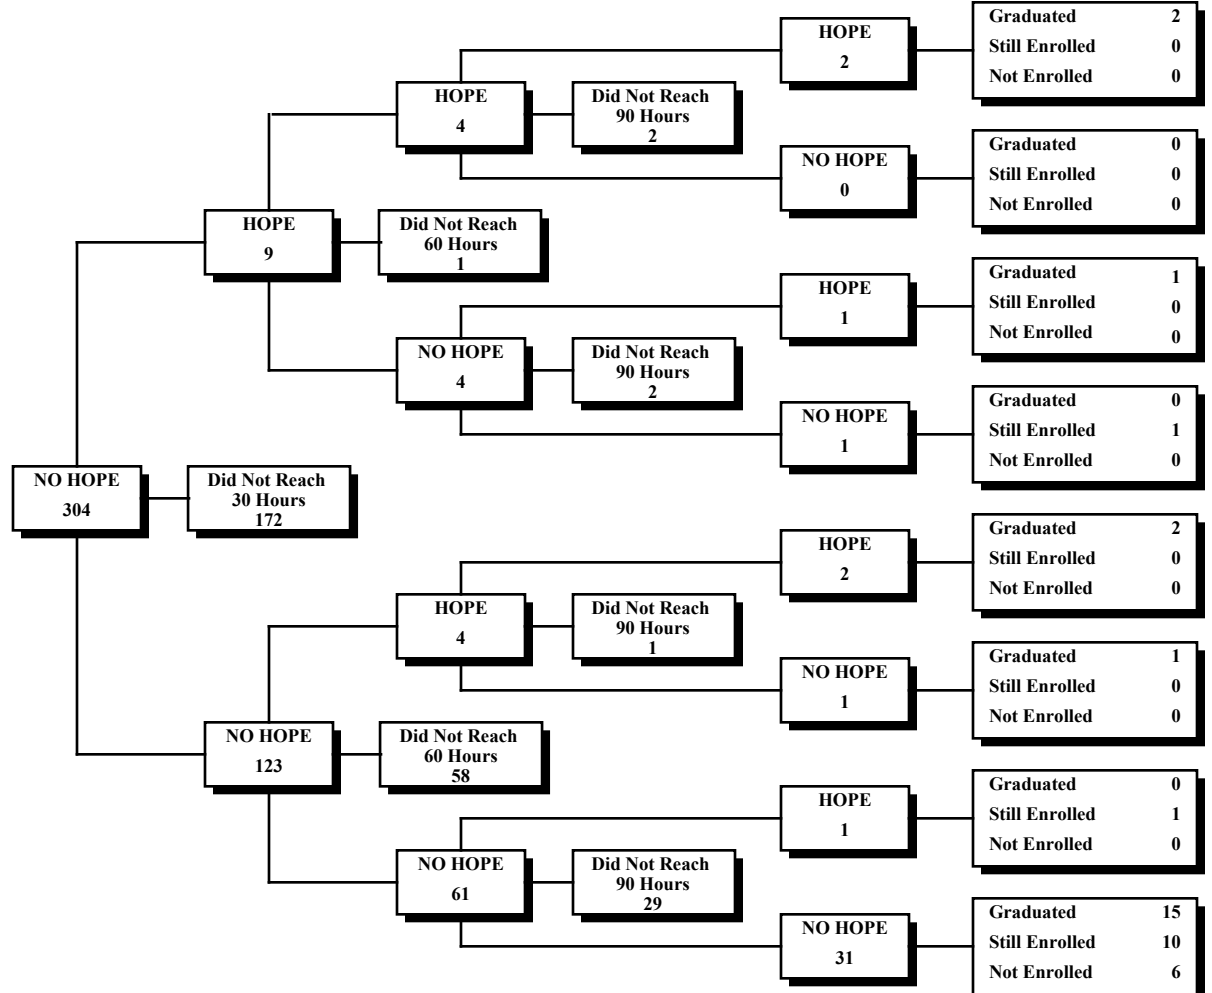 HOPE
2
Graduated 2
Still Enrolled 0
Not Enrolled 0
HOPE
4
Did Not Reach
90 Hours
2
NO HOPE
0
Graduated 0
Still Enrolled 0
Not Enrolled 0
HOPE
9
Did Not Reach
60 Hours
1
HOPE
1
Graduated 1
Still Enrolled 0
Not Enrolled 0
NO HOPE
4
Did Not Reach
90 Hours
2
NO HOPE
1
Graduated 0
Still Enrolled 1
Not Enrolled 0
NO HOPE
304
Did Not Reach
30 Hours
172
HOPE
2
Graduated 2
Still Enrolled 0
Not Enrolled 0
HOPE
4
Did Not Reach
90 Hours
1
NO HOPE
1
Graduated 1
Still Enrolled 0
Not Enrolled 0
NO HOPE
123
Did Not Reach
60 Hours
58
HOPE
1
Graduated 0
Still Enrolled 1
Not Enrolled 0
NO HOPE
61
Did Not Reach
90 Hours
29
NO HOPE
31
Graduated 15
Still Enrolled 10
Not Enrolled 6